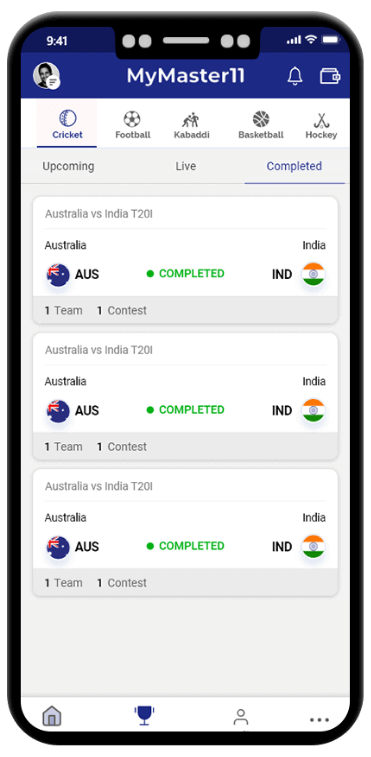 9:41
MyMaster11
Cricket Football Kabaddi Basketball Hockey
Upcoming Live Completed
Australia vs India T20I
Australia India
AUS COMPLETED IND
1 Team 1 Contest
Australia vs India T20I
Australia India
AUS COMPLETED IND
1 Team 1 Contest
Australia vs India T20I
Australia India
AUS COMPLETED IND
1 Team 1 Contest